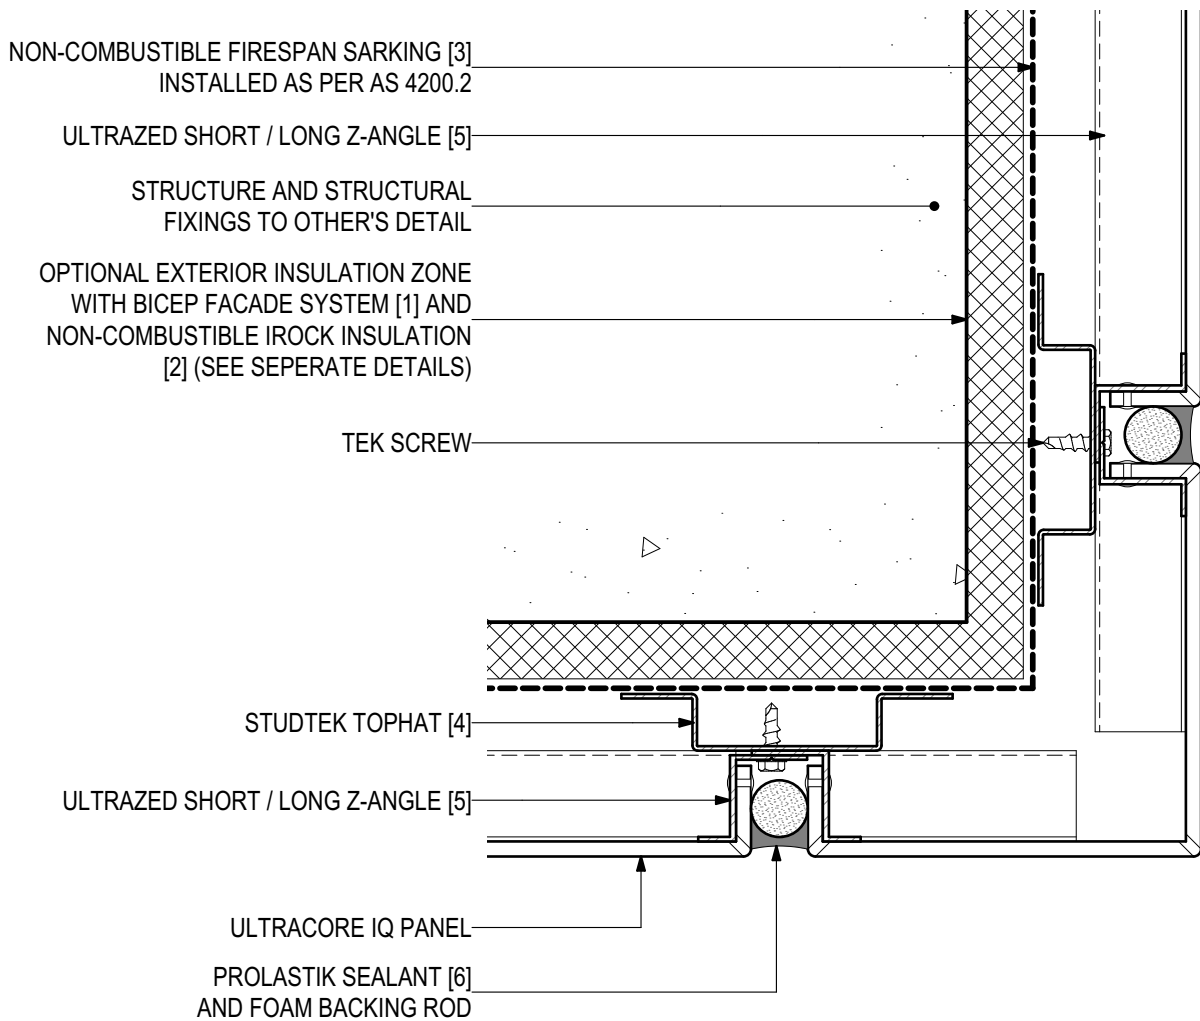 NON-COMBUSTIBLE FIRESPAN SARKING [3]
INSTALLED AS PER AS 4200.2
ULTRAZED SHORT / LONG Z-ANGLE [5]
STRUCTURE AND STRUCTURAL
FIXINGS TO OTHER'S DETAIL
OPTIONAL EXTERIOR INSULATION ZONE
WITH BICEP FACADE SYSTEM [1] AND
NON-COMBUSTIBLE IROCK INSULATION
[2] (SEE SEPERATE DETAILS)
TEK SCREW
STUDTEK TOPHAT [4]
ULTRAZED SHORT / LONG Z-ANGLE [5]
ULTRACORE IQ PANEL
PROLASTIK SEALANT [6]
AND FOAM BACKING ROD